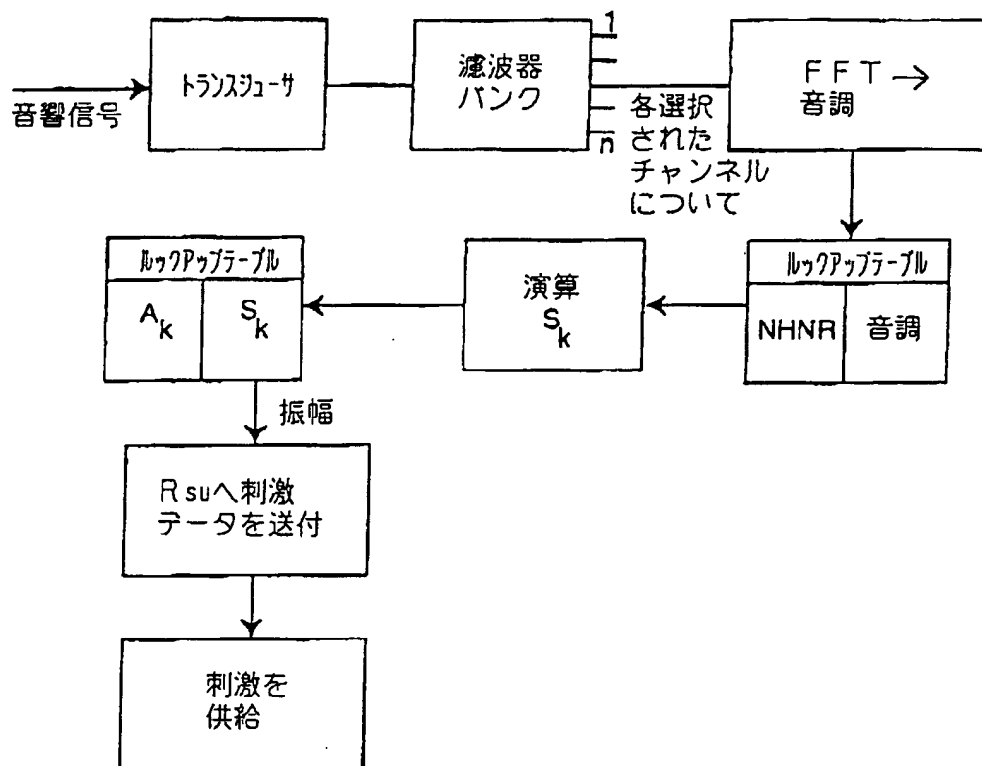 音響信号
トランスジューサ
濾波器
バンク
1
n
各選択
された
チャンネル
について
FFT→
音調
ルックアップテーブル
NHNR
音調
演算
Sk
ルックアップテーブル
Ak
Sk
振幅
Rsuへ刺激
データを送付
刺激を
供給